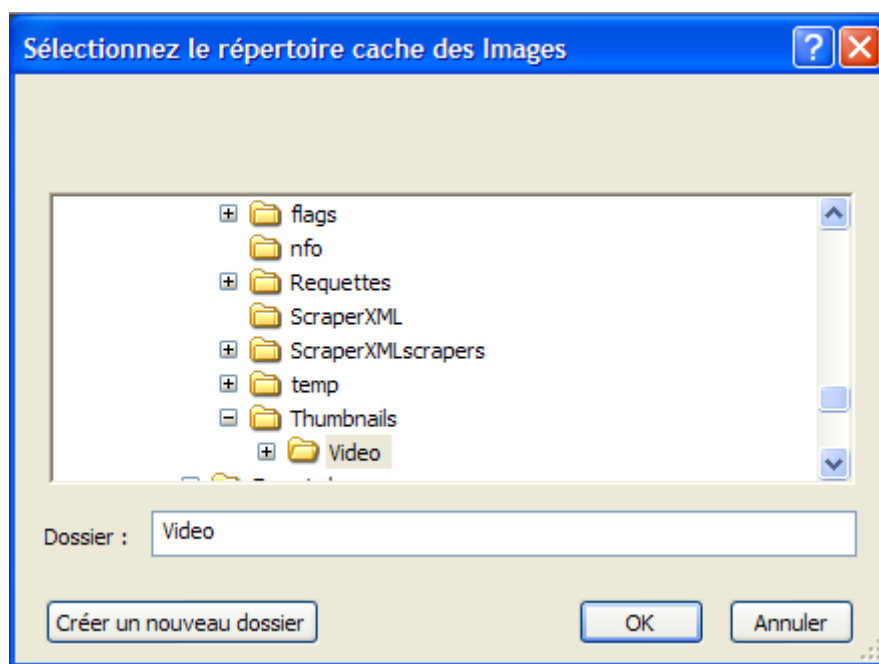 Sélectionnez le répertoire cache des Images
flags
nfo
Requettes
ScraperXML
ScraperXMLscrapers
temp
Thumbnails
Video
Dossier :
Video
Créer un nouveau dossier
OK
Annuler